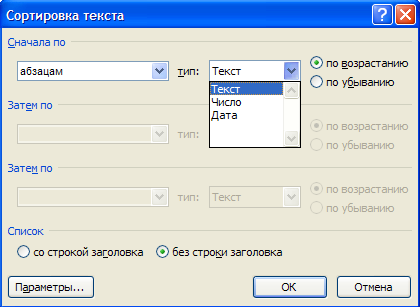 Сортировка текста
Сначала по
абзацам тип: Текст по возрастанию
по убыванию
Текст
Число
Дата
Затем по
тип: по возрастанию
по убыванию
Затем по
тип: Текст по возрастанию
по убыванию
Список
со строкой заголовка без строки заголовка
Параметры... ОК Отмена